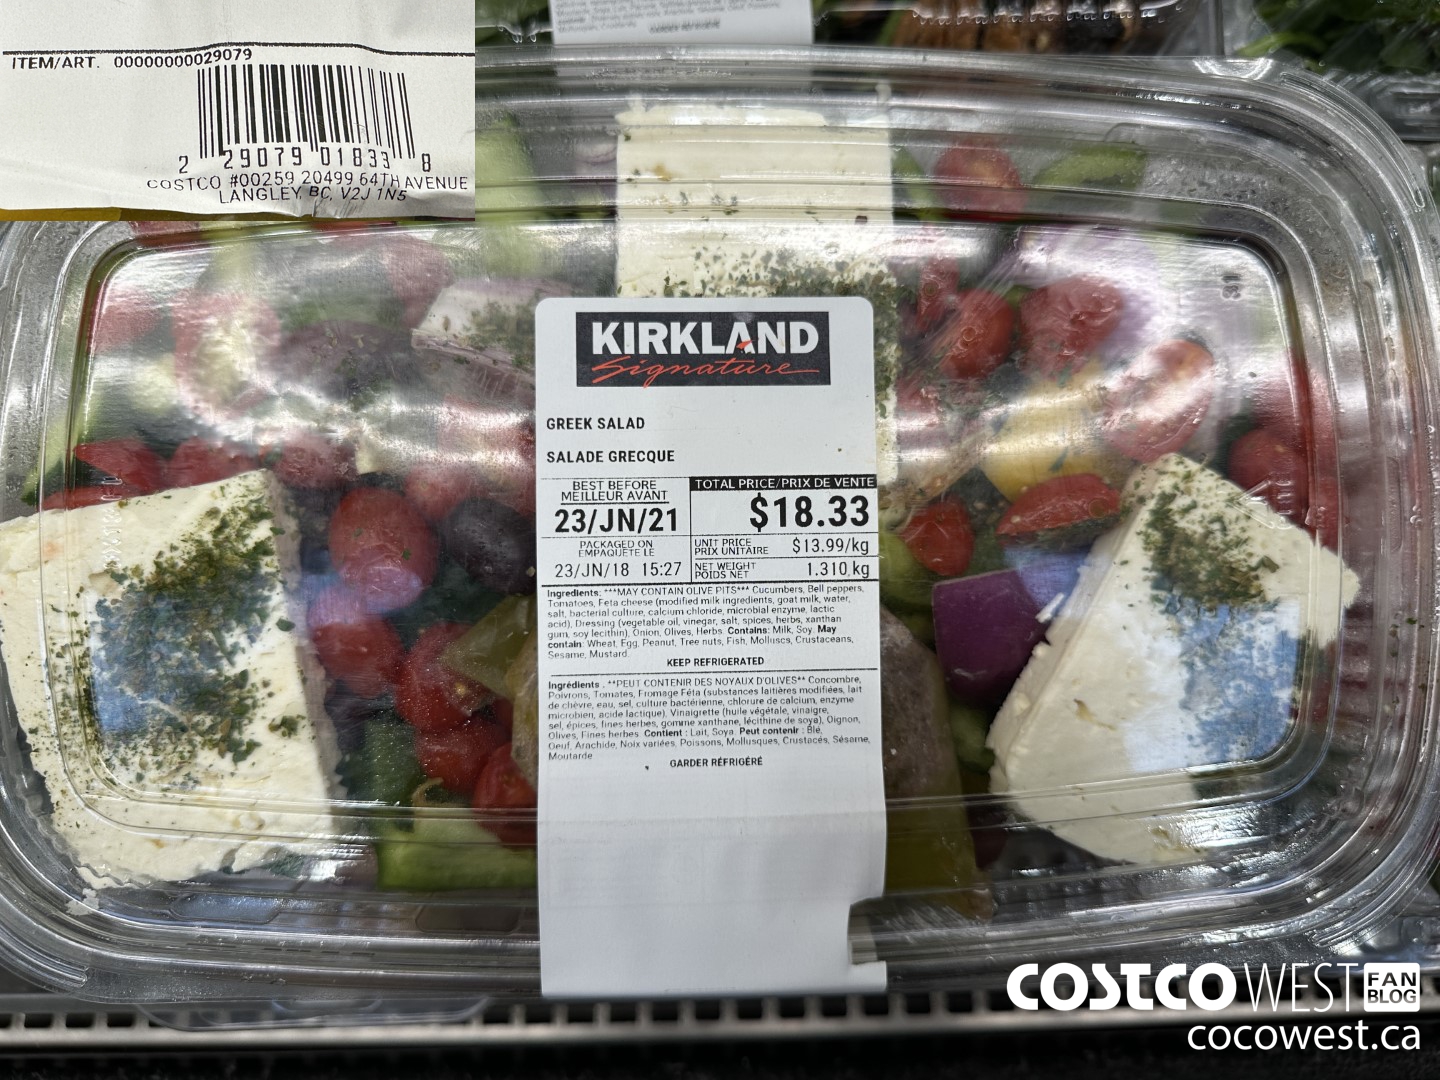 ITEM/ART. 00000000029079
2 29079 01833 8
COSTCO #00259 20499 64TH AVENUE
LANGLEY, BC, V2J 1N5
KIRKLAND
Signature
GREEK SALAD
SALADE GRECQUE
BEST BEFORE
MEILLEUR AVANT
23/JN/21
PACKAGED ON
EMPAQUETÉ LE
23/JN/18 15:27
TOTAL PRICE/PRIX DE VENTE
$18.33
UNIT PRICE
PRIX UNITAIRE
$13.99/kg
NET WEIGHT
POIDS NET
1.310 kg
Ingredients: ***MAY CONTAIN OLIVE PITS*** Cucumbers, Bell peppers,
Tomatoes, Feta cheese (modified milk ingredients, goat milk, water,
salt, bacterial culture, calcium chloride, microbial enzyme, lactic
acid), Dressing (vegetable oil, vinegar, salt, spices, herbs, xanthan
gum, soy lecithin), Onion, Olives, Herbs. Contains: Milk, Soy. May
contain: Wheat, Egg, Peanut, Tree nuts, Fish, Molluscs, Crustaceans,
Sesame, Mustard.
KEEP REFRIGERATED
Ingrédients : **PEUT CONTENIR DES NOYAUX D'OLIVES** Concombre,
Poivrons, Tomates, Fromage Féta (substances laitières modifiées, lait
de chèvre, eau, sel, culture bactérienne, chlorure de calcium, enzyme
microbien, acide lactique), Vinaigrette (huile végétale, vinaigre,
sel, épices, fines herbes, gomme xanthane, lécithine de soya), Oignon,
Olives, Fines herbes. Contient : Lait, Soya. Peut contenir : Blé,
Oeuf, Arachide, Noix variées, Poissons, Mollusques, Crustacés, Sésame,
Moutarde
GARDER RÉFRIGÉRÉ
COSTCO WEST FAN
BLOG
cocowest.ca